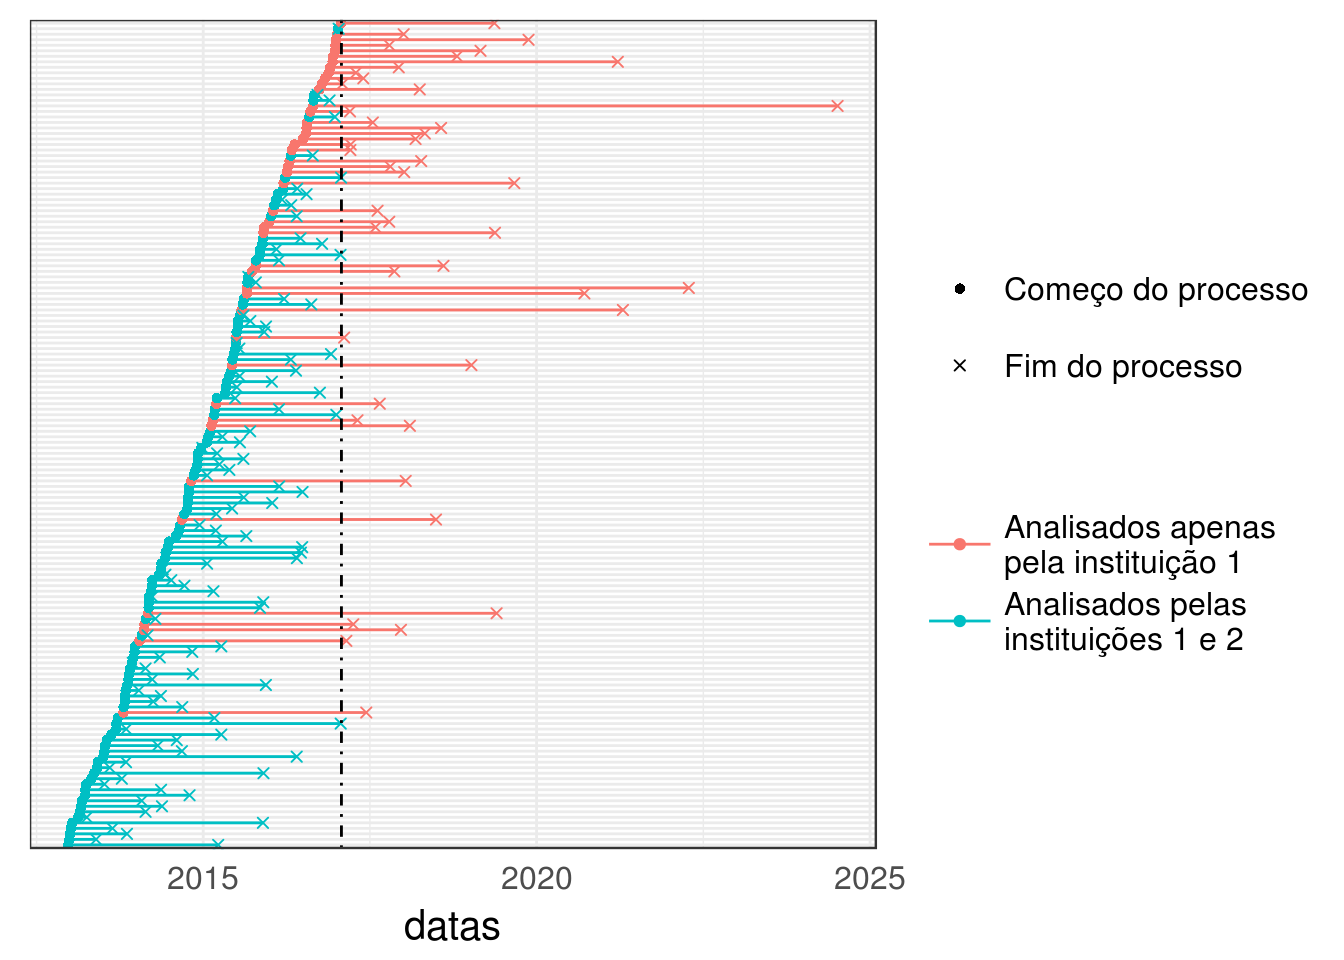 Começo do processo
Fim do processo
Analisados apenas
pela instituição 1
Analisados pelas
instituições 1 e 2
2015
2020
2025
datas